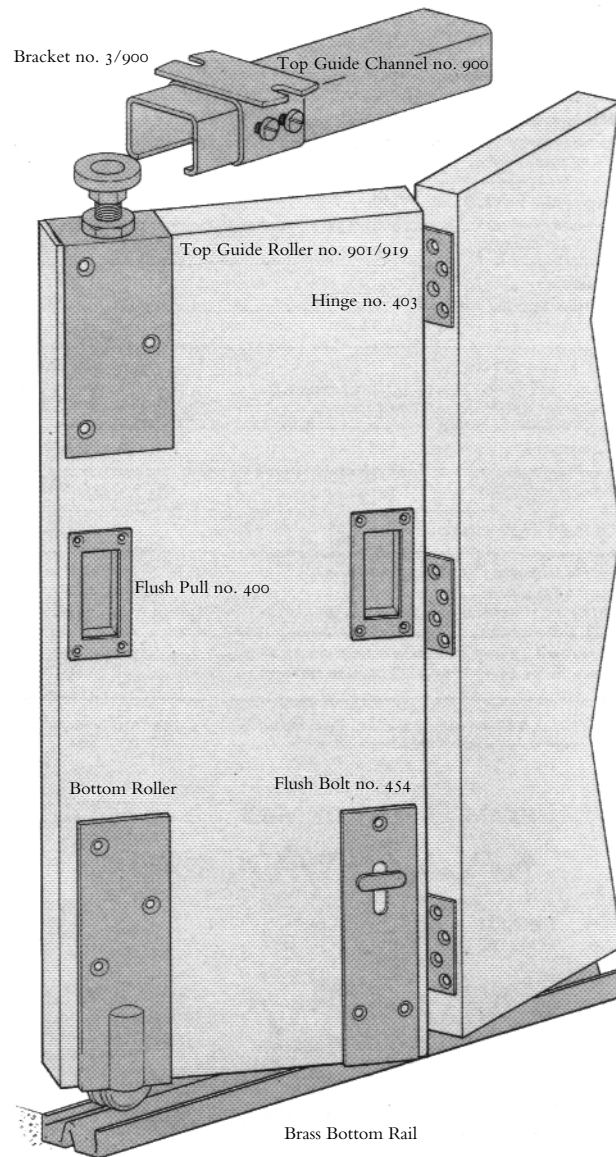 Bracket no. 3/900
Top Guide Channel no. 900
Top Guide Roller no. 901/919
Hinge no. 403
Flush Pull no. 400
Bottom Roller
Flush Bolt no. 454
Brass Bottom Rail